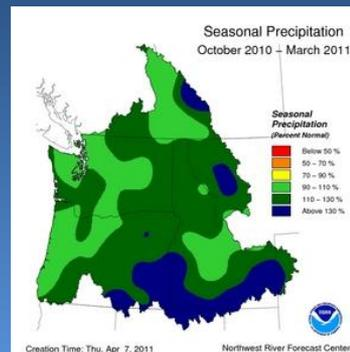 Seasonal Precipitation
October 2010 – March 2011
Seasonal
Precipitation
(Percent Normal)
Below 50 %
50 - 70 %
70 - 90 %
90 - 110 %
110 - 130 %
Above 130 %
Creation Time: Thu, Apr 7, 2011
Northwest River Forecast Center